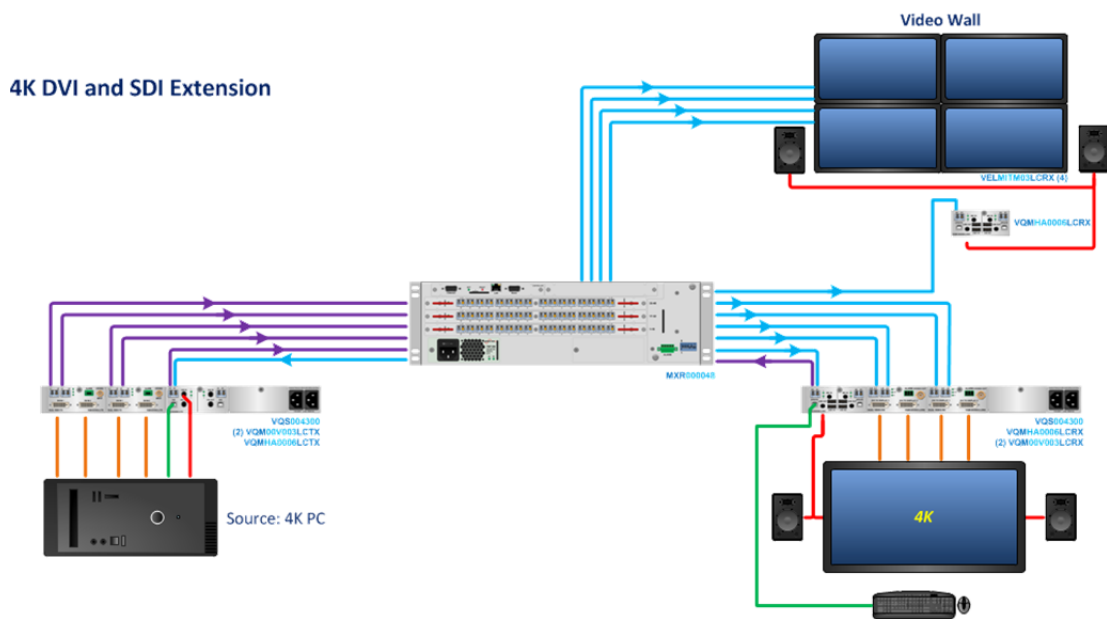 Video Wall
4K DVI and SDI Extension
VELMITM03LCRX (4)
VQMHA0006LCRX
MXR000048
VQS004300
(2) VQM00V003LCTX
VQMHA0006LCTX
VQS004300
VQMHA0006LCRX
(2) VQM00V003LCRX
Source: 4K PC
4K